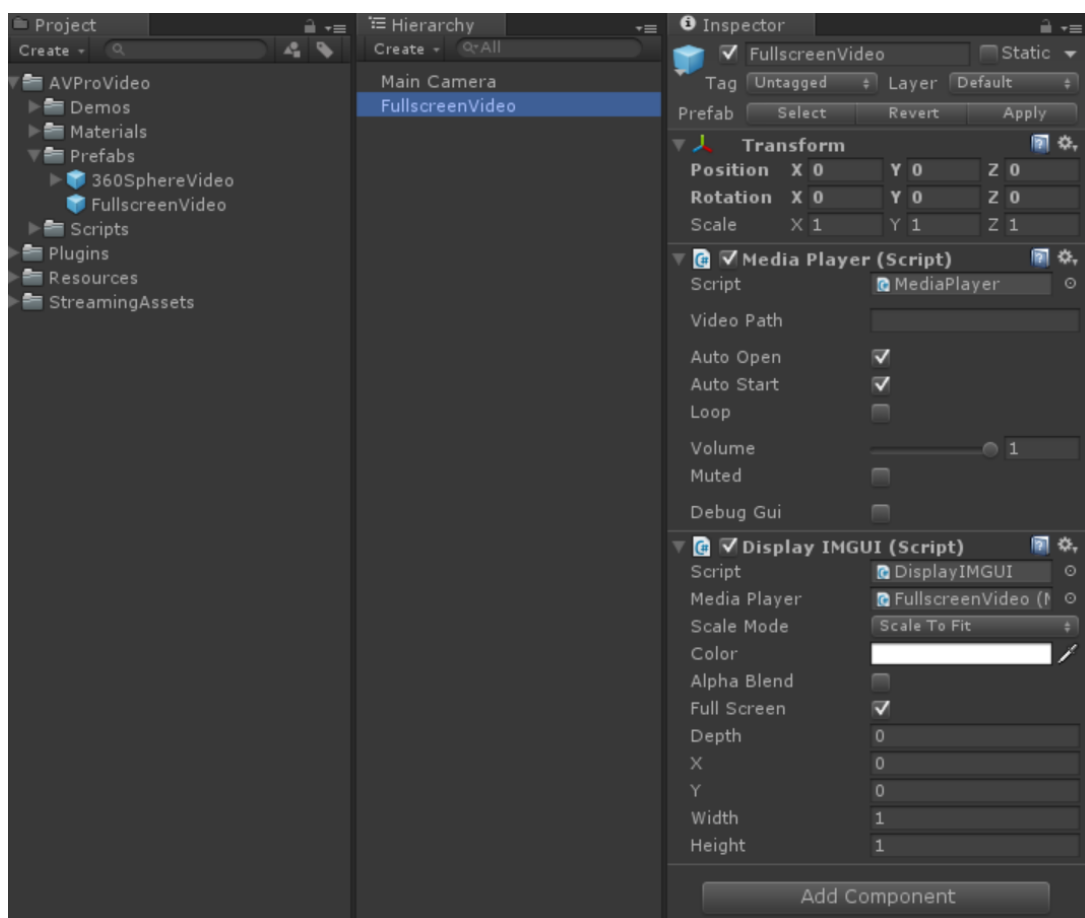 Project
Create
AVProVideo
Demos
Materials
Prefabs
360SphereVideo
FullscreenVideo
Scripts
Plugins
Resources
StreamingAssets
Hierarchy
Create All
Main Camera
FullscreenVideo
Inspector
FullscreenVideo Static
Tag Untagged Layer Default
Prefab Select Revert Apply
Transform
Position X 0 Y 0 Z 0
Rotation X 0 Y 0 Z 0
Scale X 1 Y 1 Z 1
Media Player (Script)
Script MediaPlayer
Video Path
Auto Open
Auto Start
Loop
Volume 1
Muted
Debug Gui
Display IMGUI (Script)
Script DisplayIMGUI
Media Player FullscreenVideo (M
Scale Mode Scale To Fit
Color
Alpha Blend
Full Screen
Depth 0
X 0
Y 0
Width 1
Height 1
Add Component